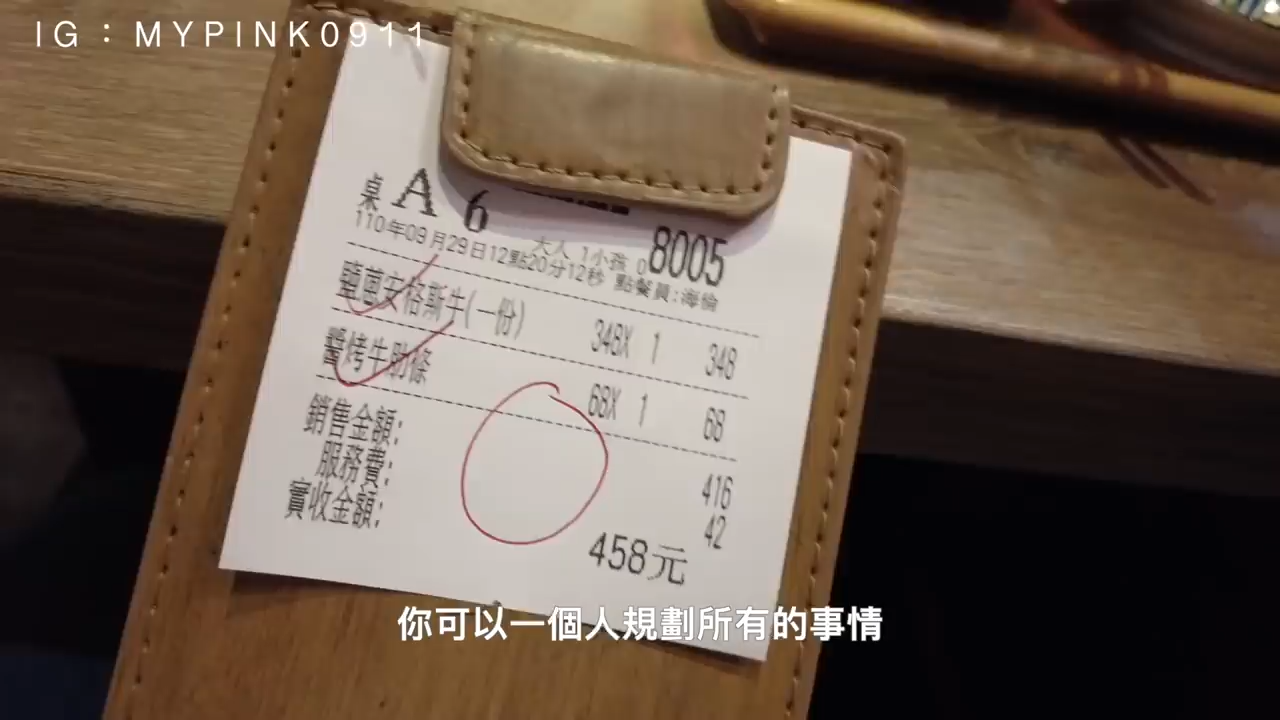 IG：MYPINK0911
桌 A 6
8005
大人 1小孩 0
110年09月29日12點20分12秒 點餐員:海倫
鹽蔥安格斯牛(一份) 348X 1 348
醬烤牛肋條 68X 1 68
銷售金額: 416
服務費: 42
實收金額: 458元
你可以一個人規劃所有的事情